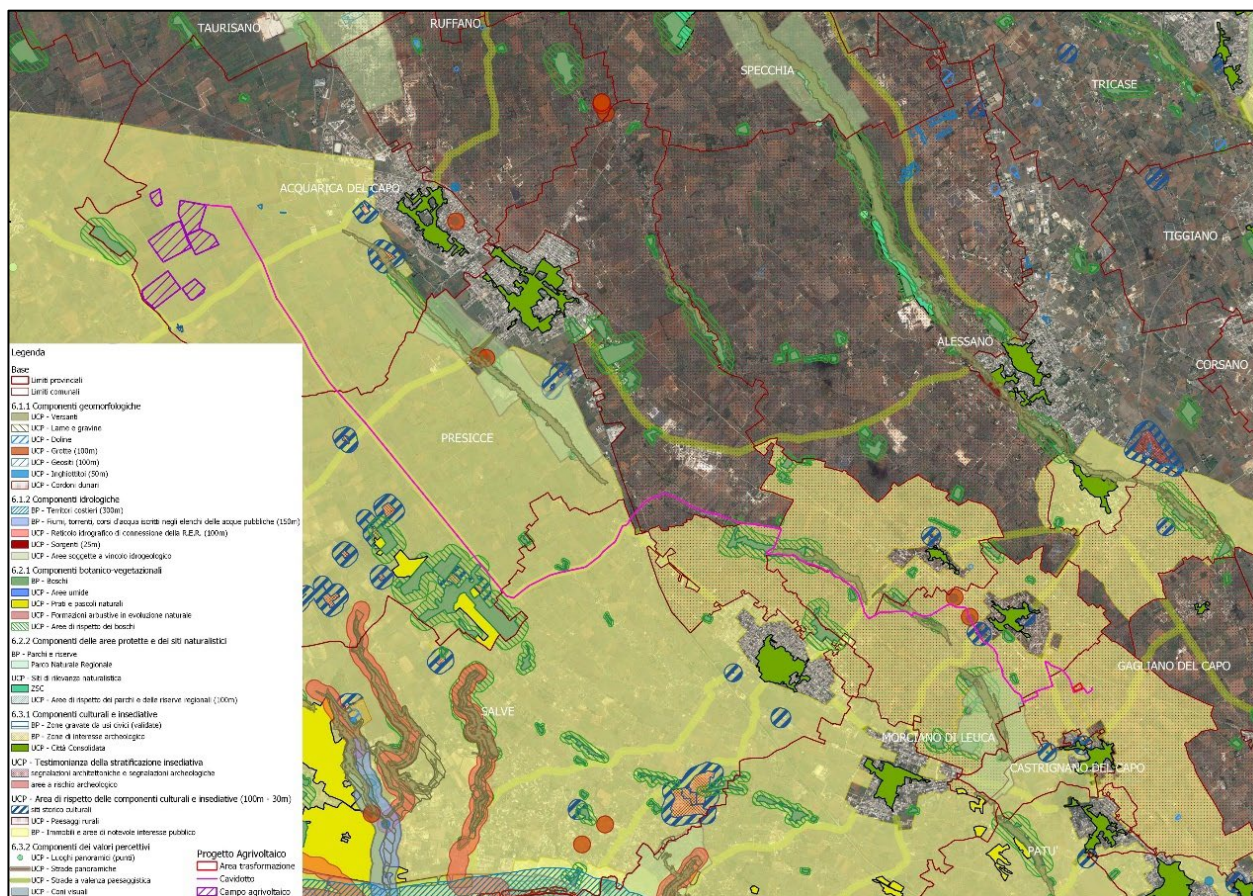 TAURISANO
RUFFANO
SPECCHIA
TRICASE
ACQUARICA DEL CAPO
TIGGIANO
ALESSANO
CORSANO
PRESICCE
GAGLIANO DEL CAPO
SALVE
MORCIANO DI LEUCA
CASTRIGNANO DEL CAPO
PATU'
Legenda
Base
Limiti provinciali
Limiti comunali
6.1.1 Componenti geomorfologiche
UCP - Versanti
UCP - Lame e gravine
UCP - Doline
UCP - Grotte (100m)
UCP - Geositi (100m)
UCP - Inghiottitoi (50m)
UCP - Cordoni dunari
6.1.2 Componenti idrologiche
BP - Territori costieri (300m)
BP - Fiumi, torrenti, corsi d'acqua iscritti negli elenchi delle acque pubbliche (150m)
UCP - Reticolo idrografico di connessione della R.E.R. (100m)
UCP - Sorgenti (25m)
UCP - Aree soggette a vincolo idrogeologico
6.2.1 Componenti botanico-vegetazionali
BP - Boschi
UCP - Aree umide
UCP - Prati e pascoli naturali
UCP - Formazioni arbustive in evoluzione naturale
UCP - Aree di rispetto dei boschi
6.2.2 Componenti delle aree protette e dei siti naturalistici
BP - Parchi e riserve
Parco Naturale Regionale
UCP - Siti di rilevanza naturalistica
ZSC
UCP - Aree di rispetto dei parchi e delle riserve regionali (100m)
6.3.1 Componenti culturali e insediative
BP - Zone gravate da usi civici (validate)
BP - Zone di interesse archeologico
UCP - Città Consolidata
UCP - Testimonianza della stratificazione insediativa
segnalazioni architettoniche e segnalazioni archeologiche
aree a rischio archeologico
UCP - Area di rispetto delle componenti culturali e insediative (100m - 30m)
siti storico culturali
UCP - Paesaggi rurali
BP - Immobili e aree di notevole interesse pubblico
6.3.2 Componenti dei valori percettivi
UCP - Luoghi panoramici (punti)
UCP - Strade panoramiche
UCP - Strade a valenza paesaggistica
UCP - Coni visuali
Progetto Agrivoltaico
Area trasformazione
Cavidotto
Campo agrivoltaico